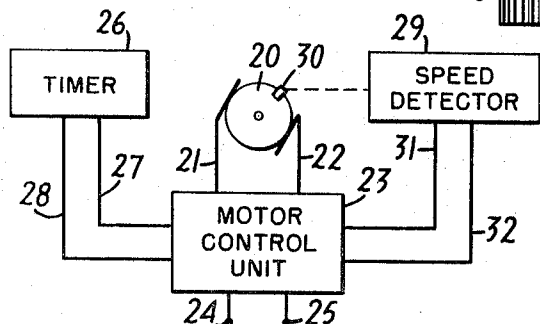 26
20 30
29
TIMER
SPEED
DETECTOR
21
22
31
27
28
23
32
MOTOR
CONTROL
UNIT
24
25